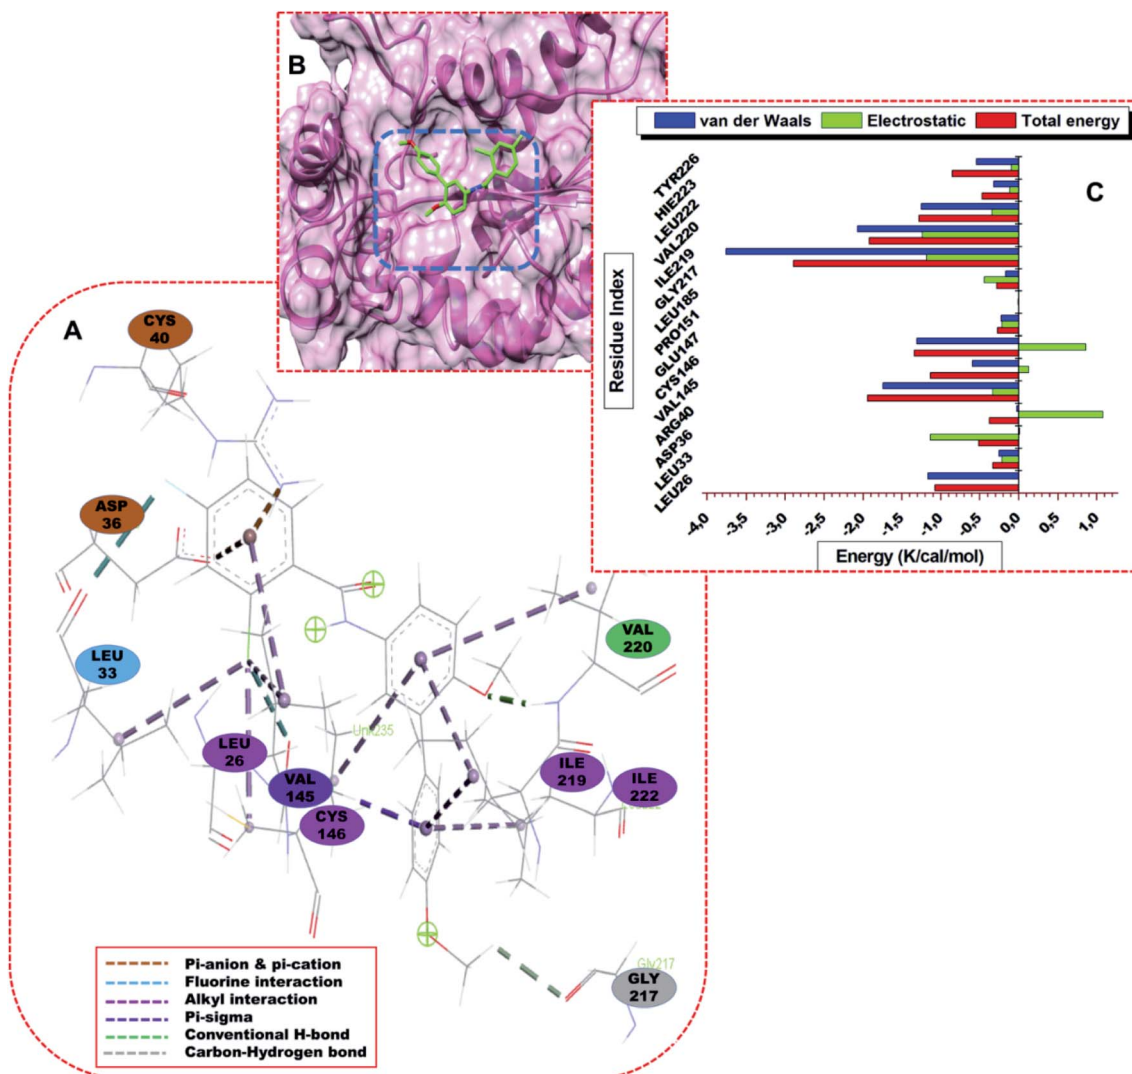 B
van der Waals
Electrostatic
Total energy
C
Residue Index
TYR226
HIE223
LEU222
VAL220
ILE219
GLY217
LEU185
PRO151
GLU147
CYS146
VAL145
ARG40
ASP36
LEU33
LEU26
-4,0 -3,5 -3,0 -2,5 -2,0 -1,5 -1,0 -0,5 0,0 0,5 1,0
Energy (K/cal/mol)
A
CYS
40
ASP
36
LEU
33
VAL
220
LEU
26
VAL
145
CYS
146
ILE
219
ILE
222
Gly217
GLY
217
Pi-anion & pi-cation
Fluorine interaction
Alkyl interaction
Pi-sigma
Conventional H-bond
Carbon-Hydrogen bond